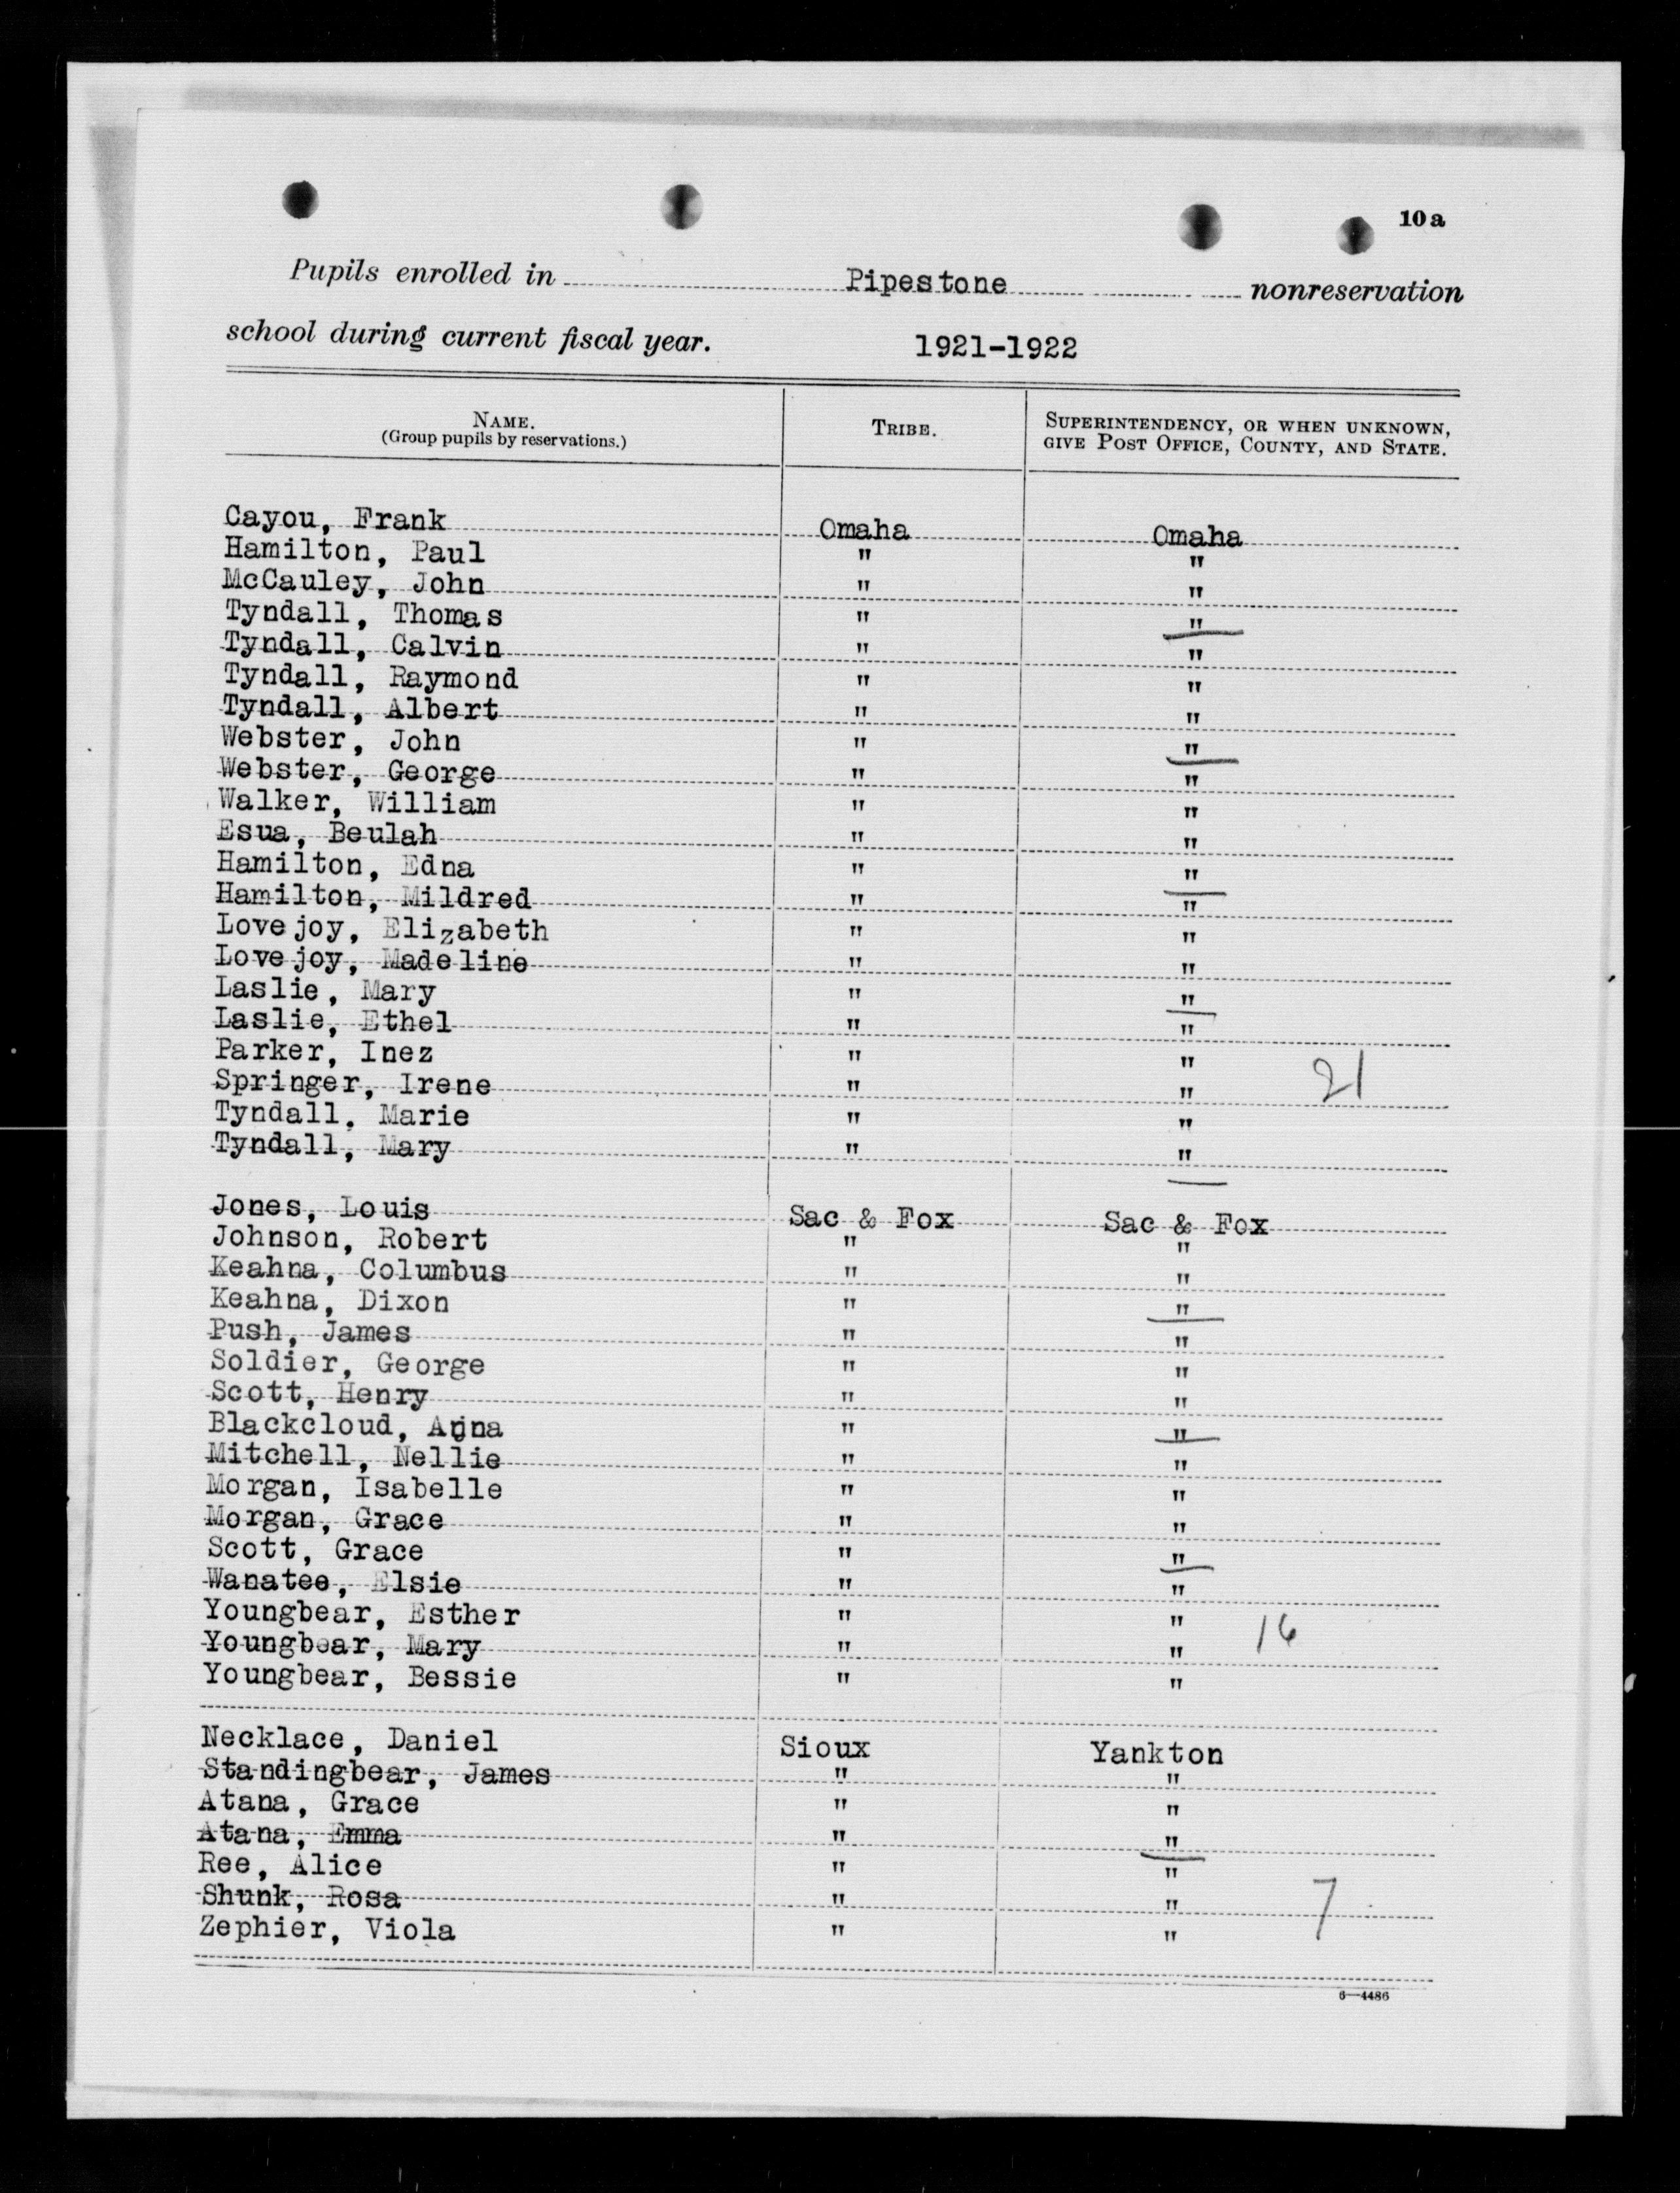 10a
Pupils enrolled in Pipestone nonreservation
school during current fiscal year. 1921-1922
NAME. TRIBE. SUPERINTENDENCY, OR WHEN UNKNOWN,
(Group pupils by reservations.) GIVE POST OFFICE, COUNTY, AND STATE.
Cayou, Frank Omaha Omaha
Hamilton, Paul " "
McCauley, John " "
Tyndall, Thomas " "
Tyndall, Calvin " "
Tyndall, Raymond " "
Tyndall, Albert " "
Webster, John " "
Webster, George " "
Walker, William " "
Esua, Beulah " "
Hamilton, Edna " "
Hamilton, Mildred " "
Lovejoy, Elizabeth " "
Lovejoy, Madeline " "
Laslie, Mary " "
Laslie, Ethel " "
Parker, Inez " "
Springer, Irene " " 21
Tyndall, Marie " "
Tyndall, Mary " "
Jones, Louis Sac & Fox Sac & Fox
Johnson, Robert " "
Keahna, Columbus " "
Keahna, Dixon " "
Push, James " "
Soldier, George " "
Scott, Henry " "
Blackcloud, Anna " "
Mitchell, Nellie " "
Morgan, Isabelle " "
Morgan, Grace " "
Scott, Grace " "
Wanatee, Elsie " "
Youngbear, Esther " "
Youngbear, Mary " " 16
Youngbear, Bessie " "
Necklace, Daniel Sioux Yankton
Standingbear, James " "
Atana, Grace " "
Atana, Emma " "
Ree, Alice " "
Shunk, Rosa " " 7
Zephier, Viola " "
6—4486